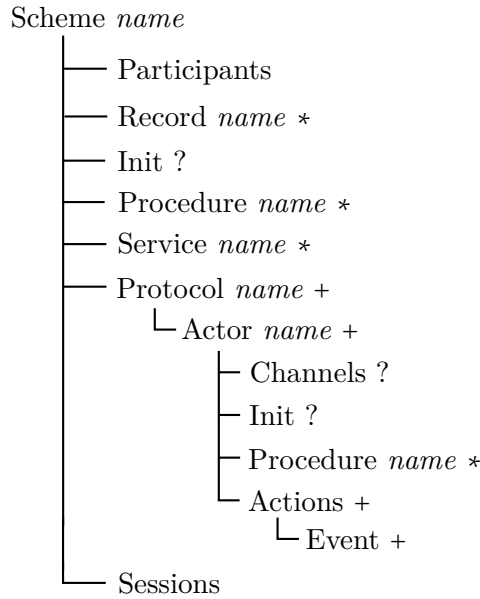 Scheme name
Participants
Record name *
Init ?
Procedure name *
Service name *
Protocol name +
Actor name +
Channels ?
Init ?
Procedure name *
Actions +
Event +
Sessions